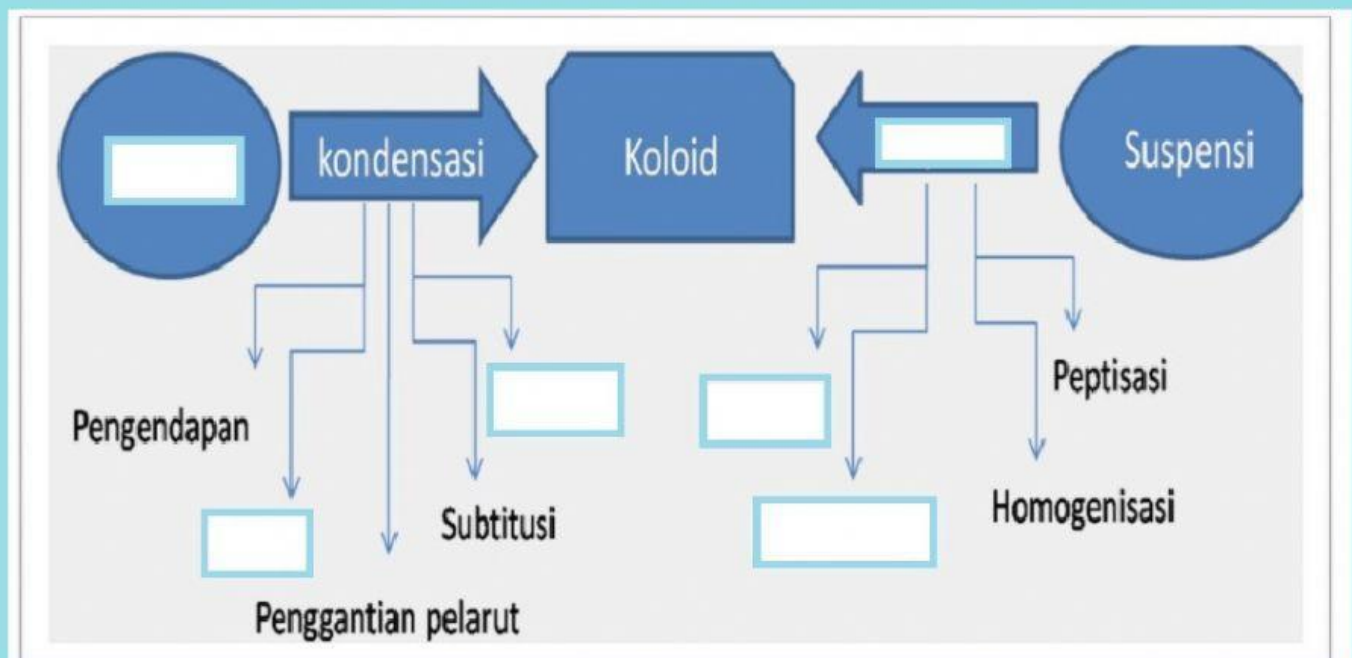 kondensasi
Koloid
Suspensi
Pengendapan
Subtitusi
Penggantian pelarut
Peptisasi
Homogenisasi